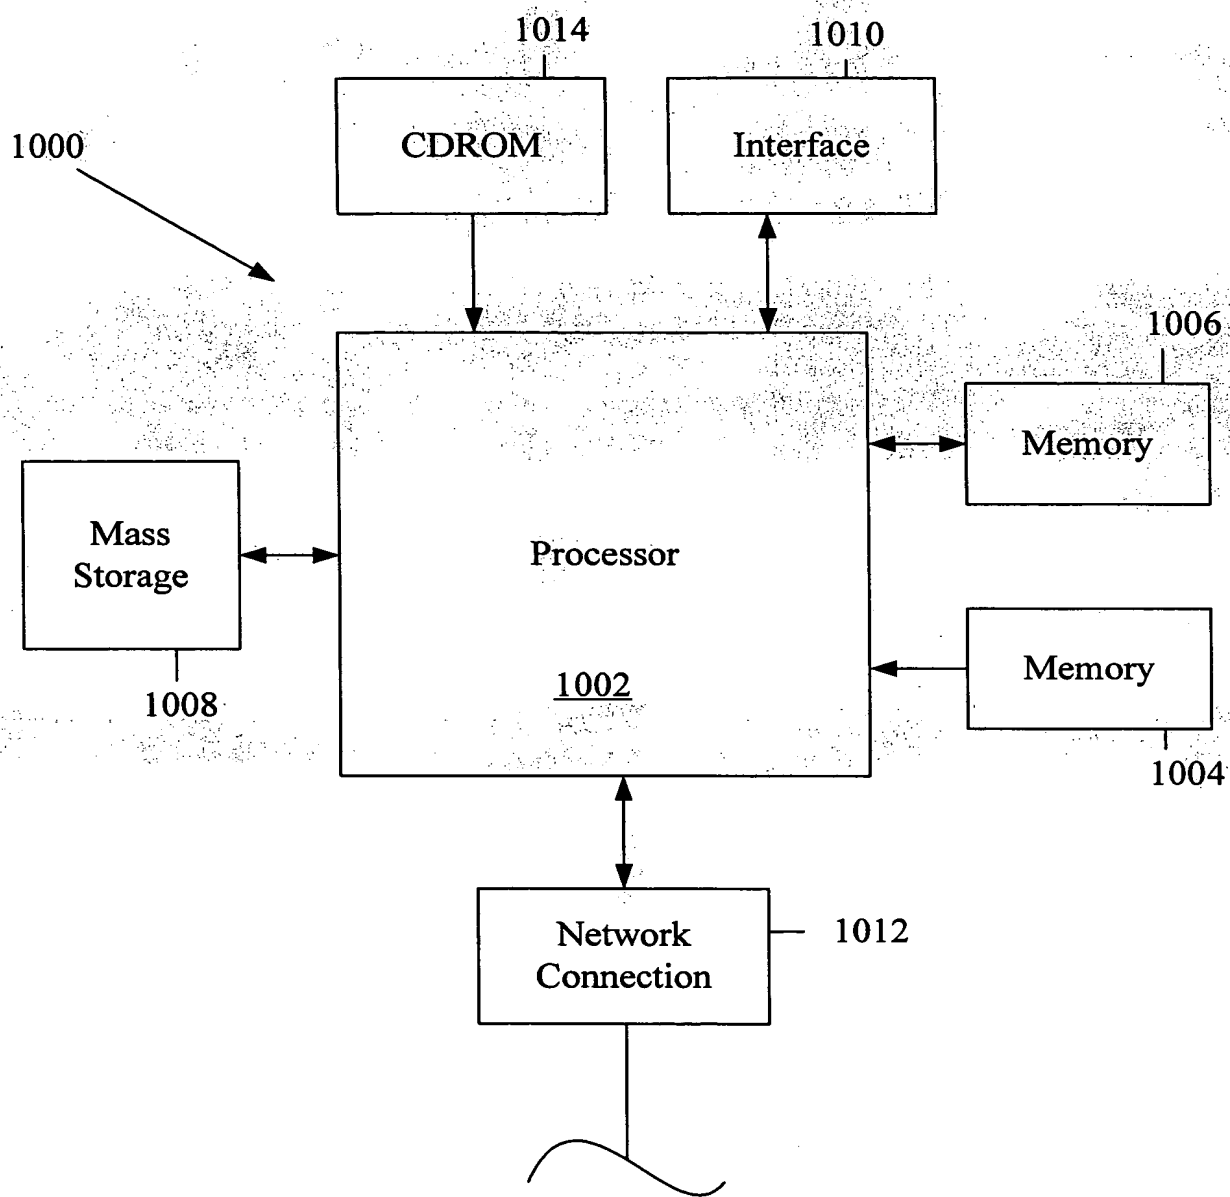 1014
1010
1000
CDROM
Interface
1006
Memory
Mass
Storage
Processor
Memory
1002
1008
1004
Network
Connection
1012